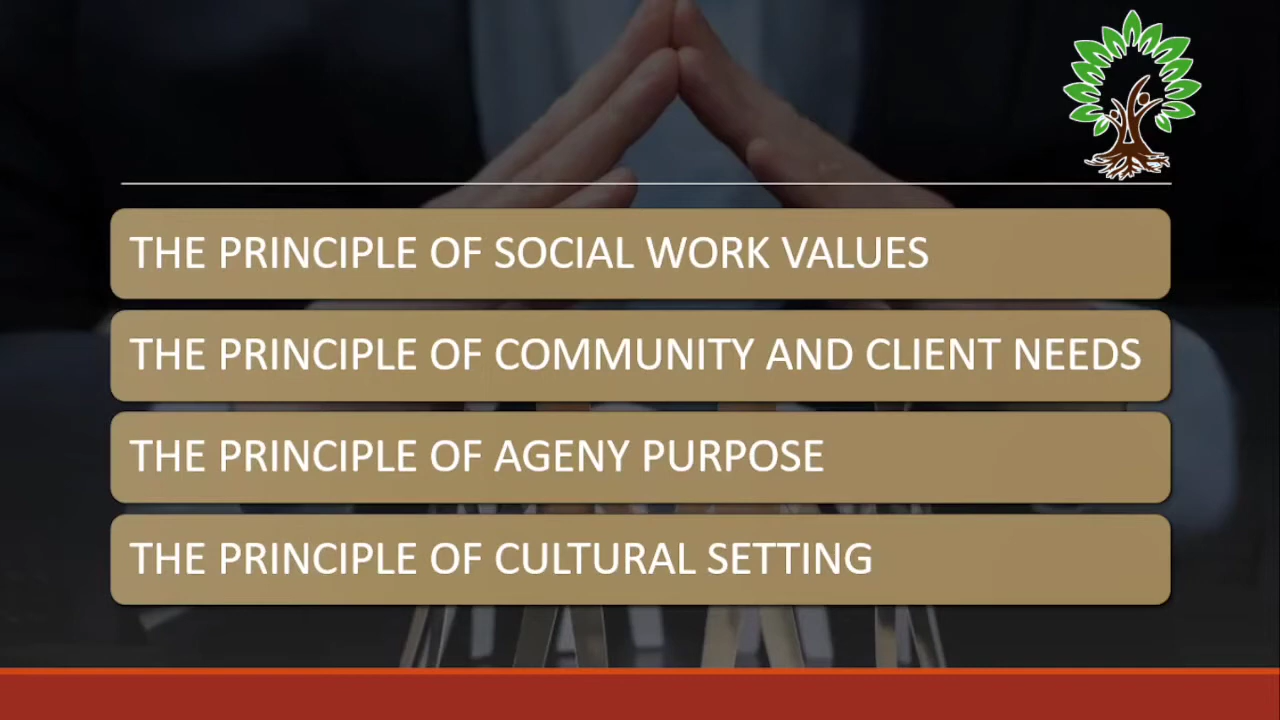 THE PRINCIPLE OF SOCIAL WORK VALUES
THE PRINCIPLE OF COMMUNITY AND CLIENT NEEDS
THE PRINCIPLE OF AGENY PURPOSE
THE PRINCIPLE OF CULTURAL SETTING